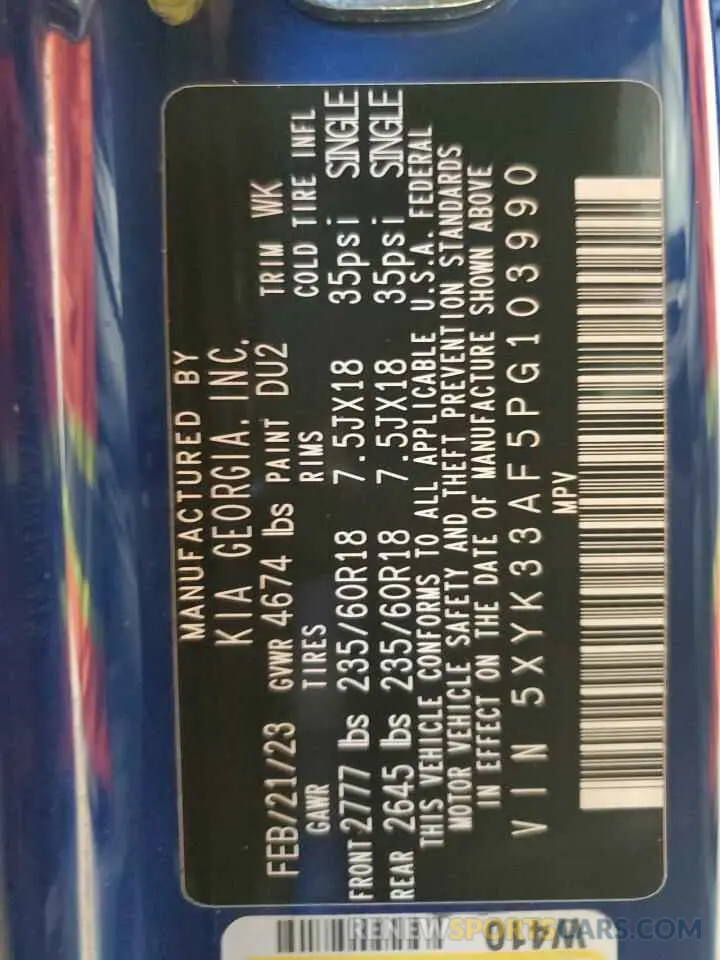 MANUFACTURED BY
KIA GEORGIA, INC.
FEB/21/23 GVWR 4674 lbs PAINT DU2 TRIM WK
GAWR TIRES RIMS COLD TIRE INFL
FRONT 2777 lbs 235/60R18 7.5JX18 35psi SINGLE
REAR 2645 lbs 235/60R18 7.5JX18 35psi SINGLE
THIS VEHICLE CONFORMS TO ALL APPLICABLE U.S.A. FEDERAL
MOTOR VEHICLE SAFETY AND THEFT PREVENTION STANDARDS
IN EFFECT ON THE DATE OF MANUFACTURE SHOWN ABOVE
VIN 5XYK33AF5PG103990
MPV
W410
RENEWSPORTSCARS.COM